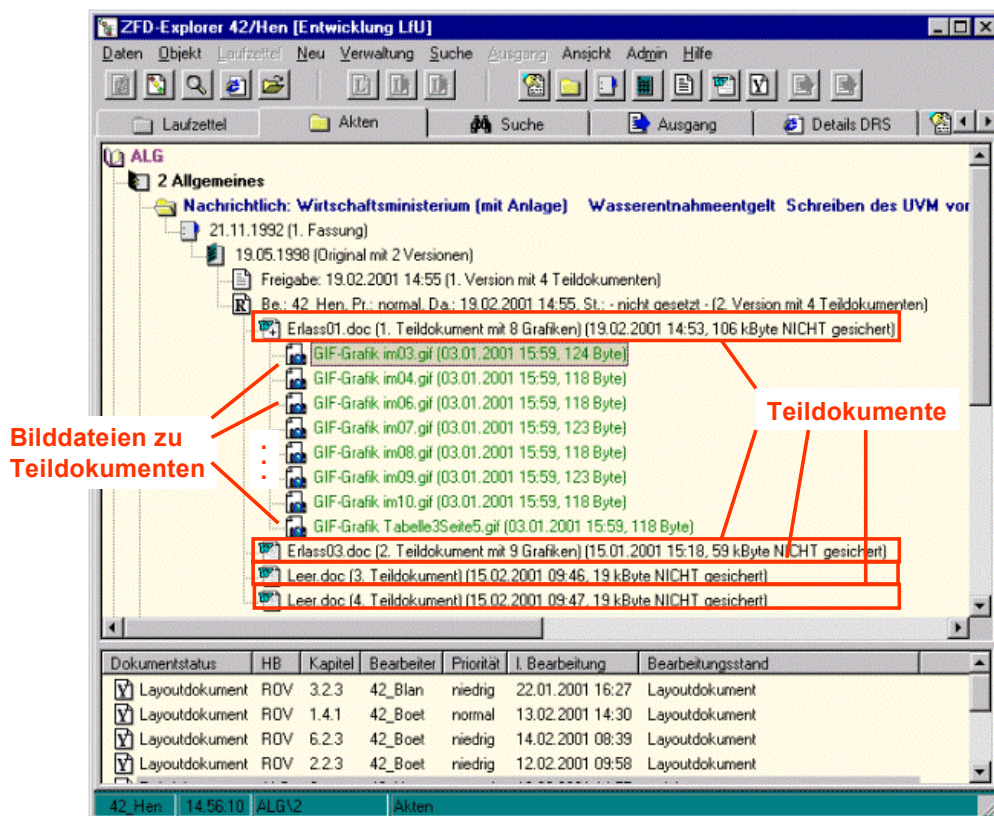 ZFD-Explorer 42/Hen [Entwicklung LfU]
Daten Objekt Laufzettel Neu Verwaltung Suche Ausgang Ansicht Admin Hilfe
Laufzettel Akten Suche Ausgang Details DRS
ALG
2 Allgemeines
Nachrichtlich: Wirtschaftsministerium (mit Anlage) Wasserentnahmeentgelt Schreiben des UVM vor
21.11.1992 (1. Fassung)
19.05.1998 (Original mit 2 Versionen)
Freigabe: 19.02.2001 14:55 (1. Version mit 4 Teildokumenten)
Be.: 42_Hen, Pr.: normal, Da.: 19.02.2001 14:55, St.: - nicht gesetzt - (2. Version mit 4 Teildokumenten)
Erlass01.doc (1. Teildokument mit 8 Grafiken) (19.02.2001 14:53, 106 kByte NICHT gesichert)
GIF-Grafik im03.gif (03.01.2001 15:59, 124 Byte)
GIF-Grafik im04.gif (03.01.2001 15:59, 118 Byte)
GIF-Grafik im06.gif (03.01.2001 15:59, 118 Byte)
GIF-Grafik im07.gif (03.01.2001 15:59, 123 Byte)
GIF-Grafik im08.gif (03.01.2001 15:59, 118 Byte)
GIF-Grafik im09.gif (03.01.2001 15:59, 123 Byte)
GIF-Grafik im10.gif (03.01.2001 15:59, 118 Byte)
GIF-Grafik Tabelle3Seite5.gif (03.01.2001 15:59, 118 Byte)
Erlass03.doc (2. Teildokument mit 9 Grafiken) (15.01.2001 15:18, 59 kByte NICHT gesichert)
Leer.doc (3. Teildokument) (15.02.2001 09:46, 19 kByte NICHT gesichert)
Leer.doc (4. Teildokument) (15.02.2001 09:47, 19 kByte NICHT gesichert)
Teildokumente
Bilddateien zu
Teildokumenten
Dokumentstatus HB Kapitel Bearbeiter Priorität l. Bearbeitung Bearbeitungsstand
Layoutdokument ROV 3.2.3 42_Blan niedrig 22.01.2001 16:27 Layoutdokument
Layoutdokument ROV 1.4.1 42_Boet normal 13.02.2001 14:30 Layoutdokument
Layoutdokument ROV 6.2.3 42_Boet niedrig 14.02.2001 08:39 Layoutdokument
Layoutdokument ROV 2.2.3 42_Boet niedrig 12.02.2001 09:58 Layoutdokument
42_Hen 14:56:10 ALG\2 Akten